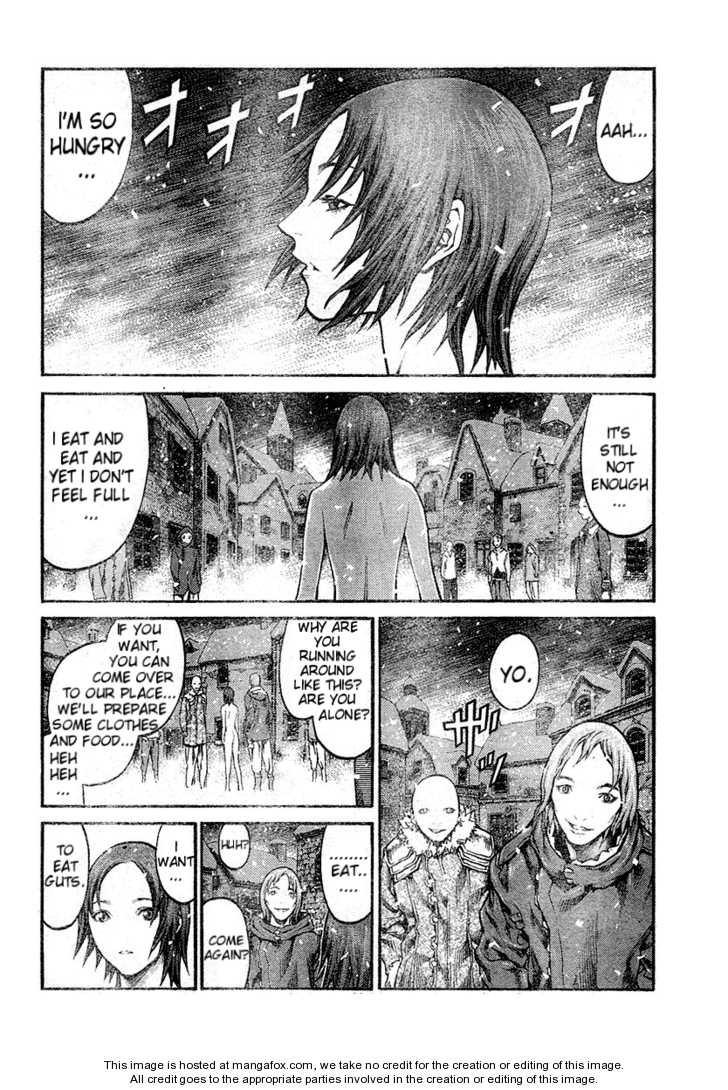 AAH...
オ
オ
オ
オ
I'M SO
HUNGRY
...
IT'S
STILL
NOT
ENOUGH
...
I EAT AND
EAT AND
YET I DON'T
FEEL FULL
...
YO.
ザッ
ザッ
WHY ARE
YOU
RUNNING
AROUND
LIKE THIS?
ARE YOU
ALONE?
IF YOU
WANT,
YOU CAN
COME OVER
TO OUR PLACE...
WE'LL PREPARE
SOME CLOTHES
AND FOOD...
HEH
HEH
...
........
EAT..
..
HUH?
COME
AGAIN?
I
WANT...
TO
EAT
GUTS.
This image is hosted at mangafox.com, we take no credit for the creation or editing of this image.
All credit goes to the appropriate parties involved in the creation or editing of this image.